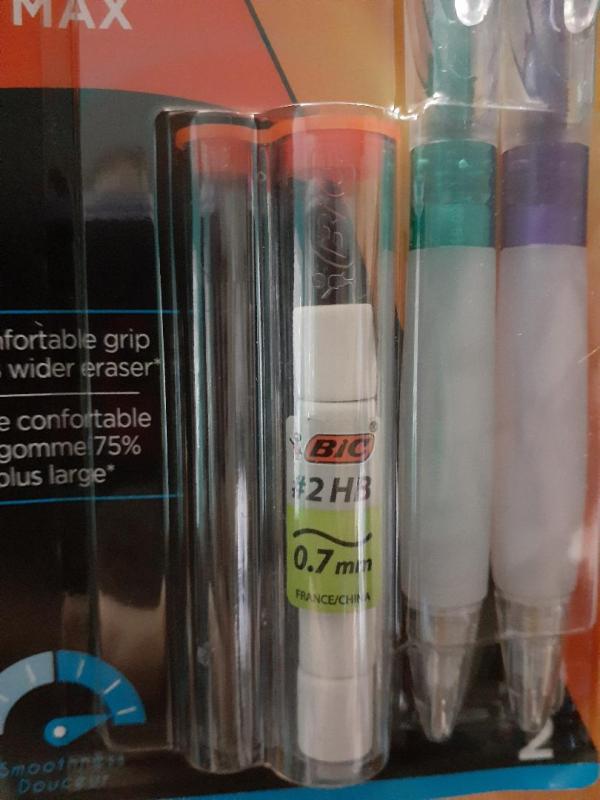 MAX
nfortable grip
wider eraser*
e confortable
gomme 75%
plus large*
BIC
BIC®
#2 HB
0.7 mm
FRANCE/CHINA
Smoothness
Douceur
2